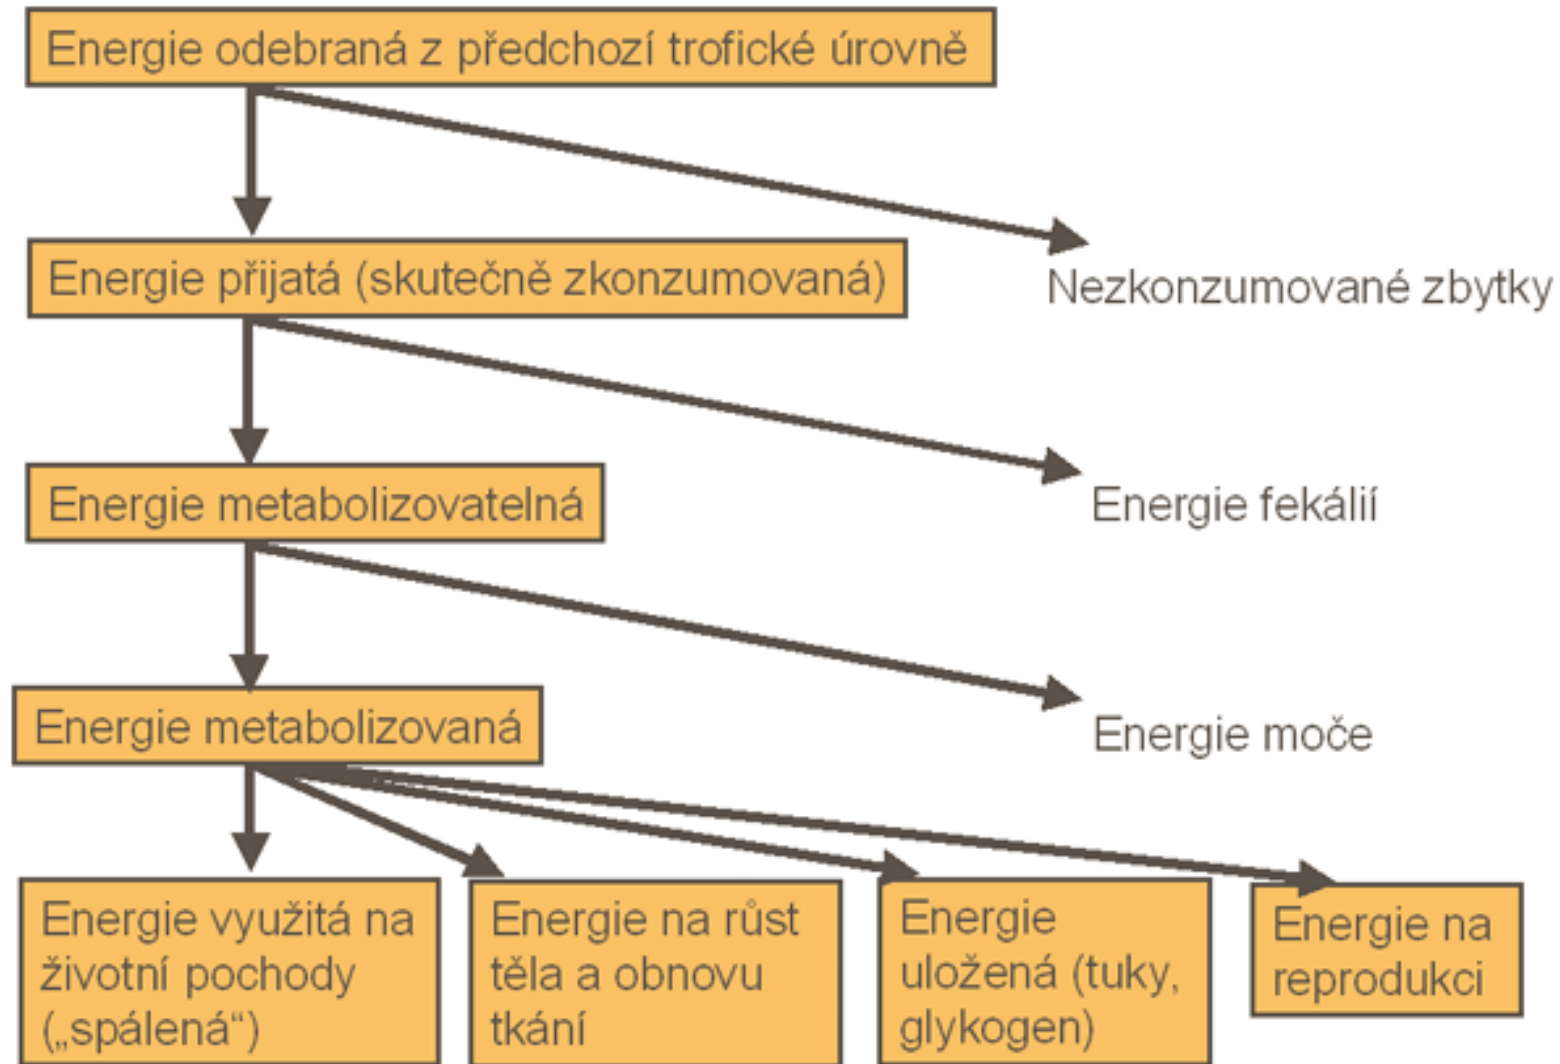 Energie odebraná z předchozí trofické úrovně
Energie přijatá (skutečně zkonzumovaná)
Nezkonzumované zbytky
Energie metabolizovatelná
Energie fekálií
Energie metabolizovaná
Energie moče
Energie využitá na
životní pochody
(„spálená“)
Energie na růst
těla a obnovu
tkání
Energie
uložená (tuky,
glykogen)
Energie na
reprodukci